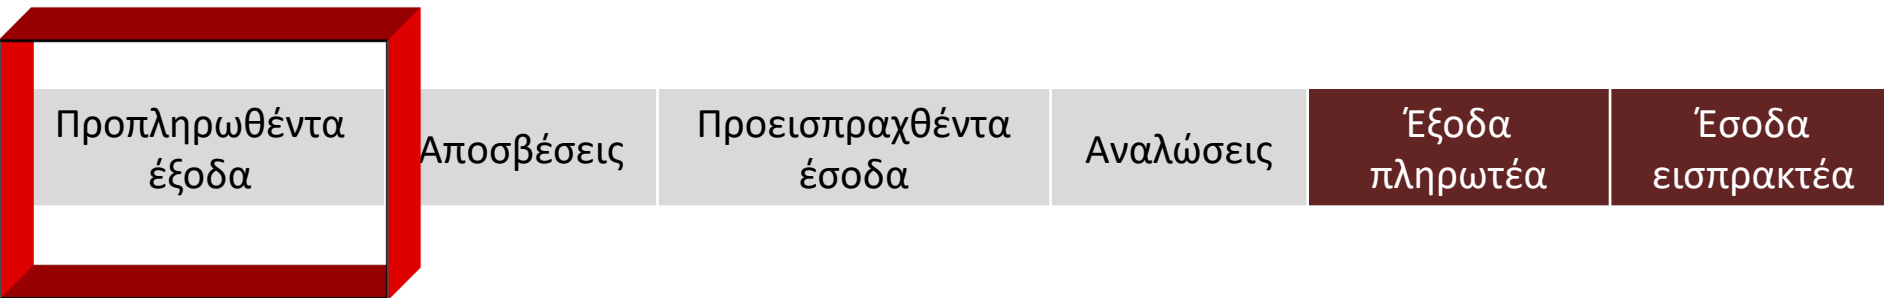 Προπληρωθέντα
έξοδα
Αποσβέσεις
Προεισπραχθέντα
έσοδα
Αναλώσεις
Έξοδα
πληρωτέα
Έσοδα
εισπρακτέα